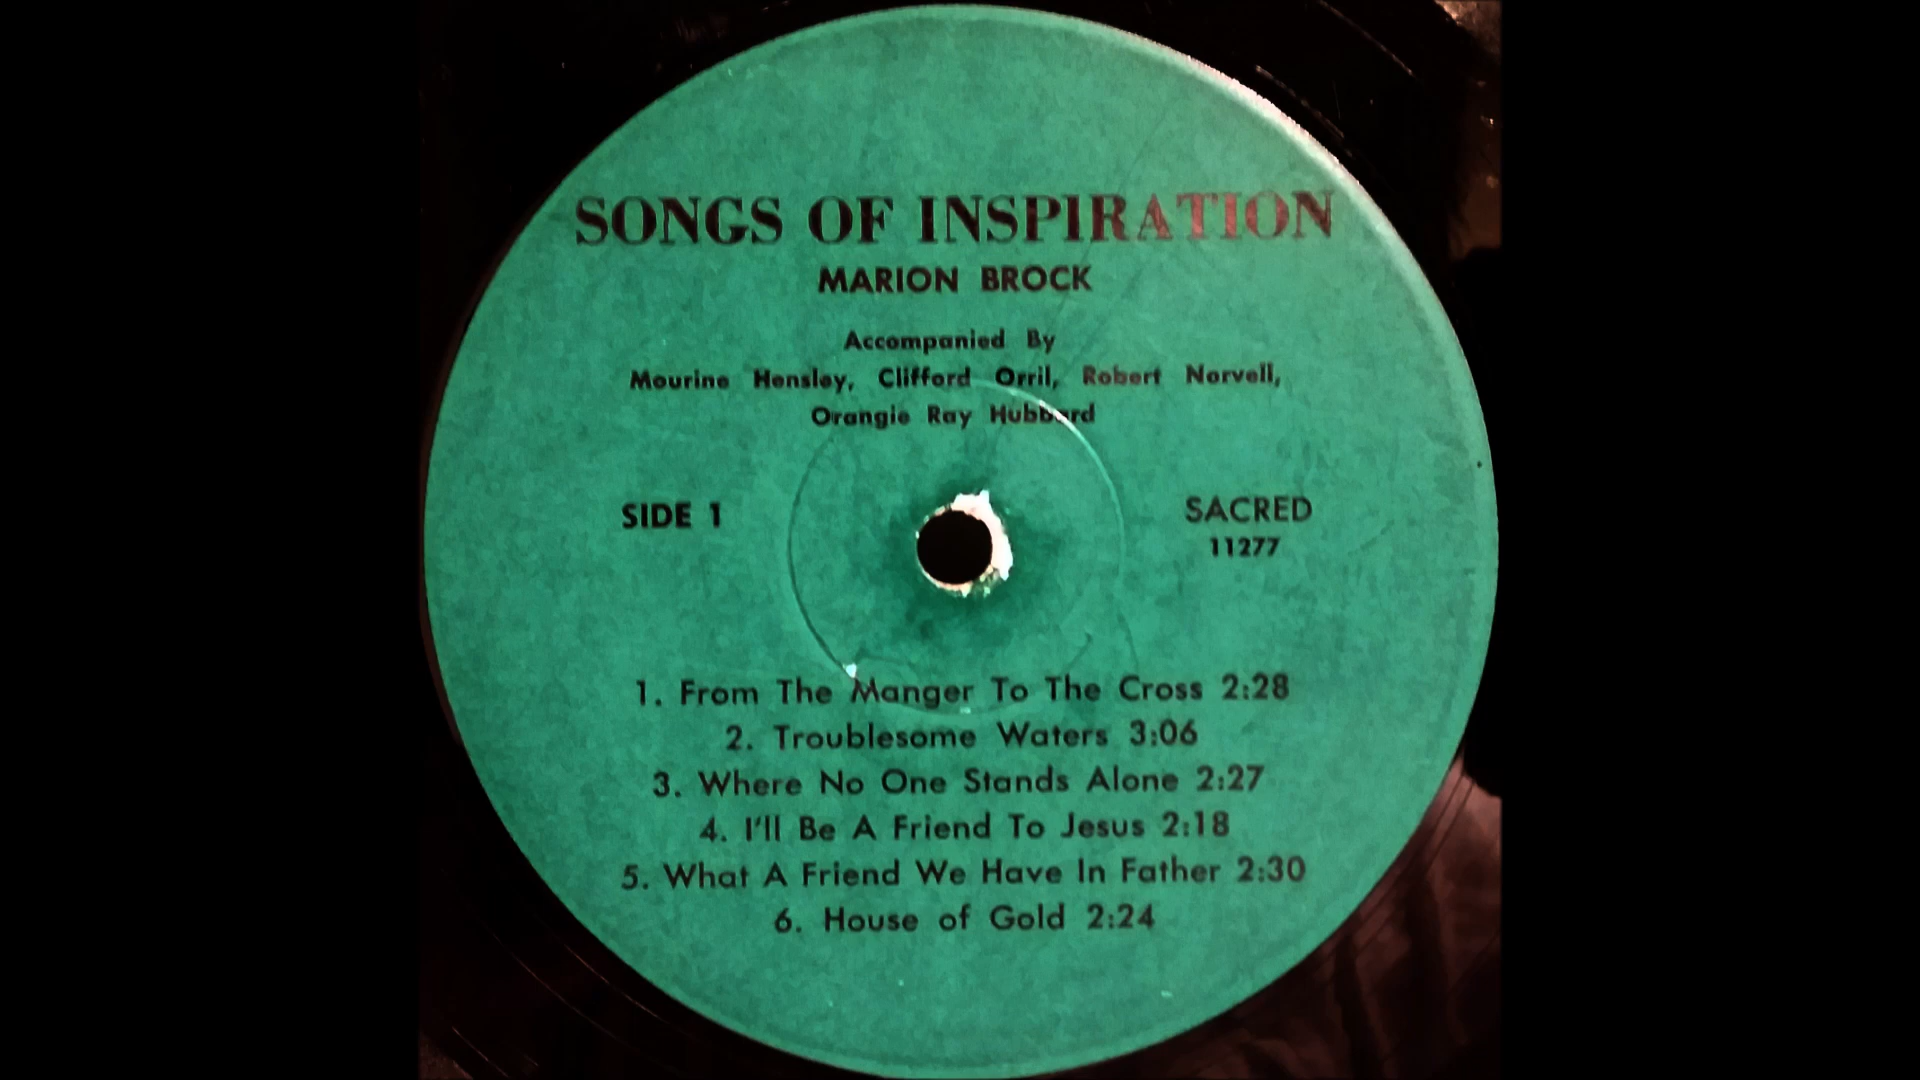 SONGS OF INSPIRATION
MARION BROCK
Accompanied By
Mourine Hensley, Clifford Orril, Robert Norvell,
Orangie Ray Hubbard
SIDE 1
SACRED
11277
1. From The Manger To The Cross 2:28
2. Troublesome Waters 3:06
3. Where No One Stands Alone 2:27
4. I'll Be A Friend To Jesus 2:18
5. What A Friend We Have In Father 2:30
6. House of Gold 2:24